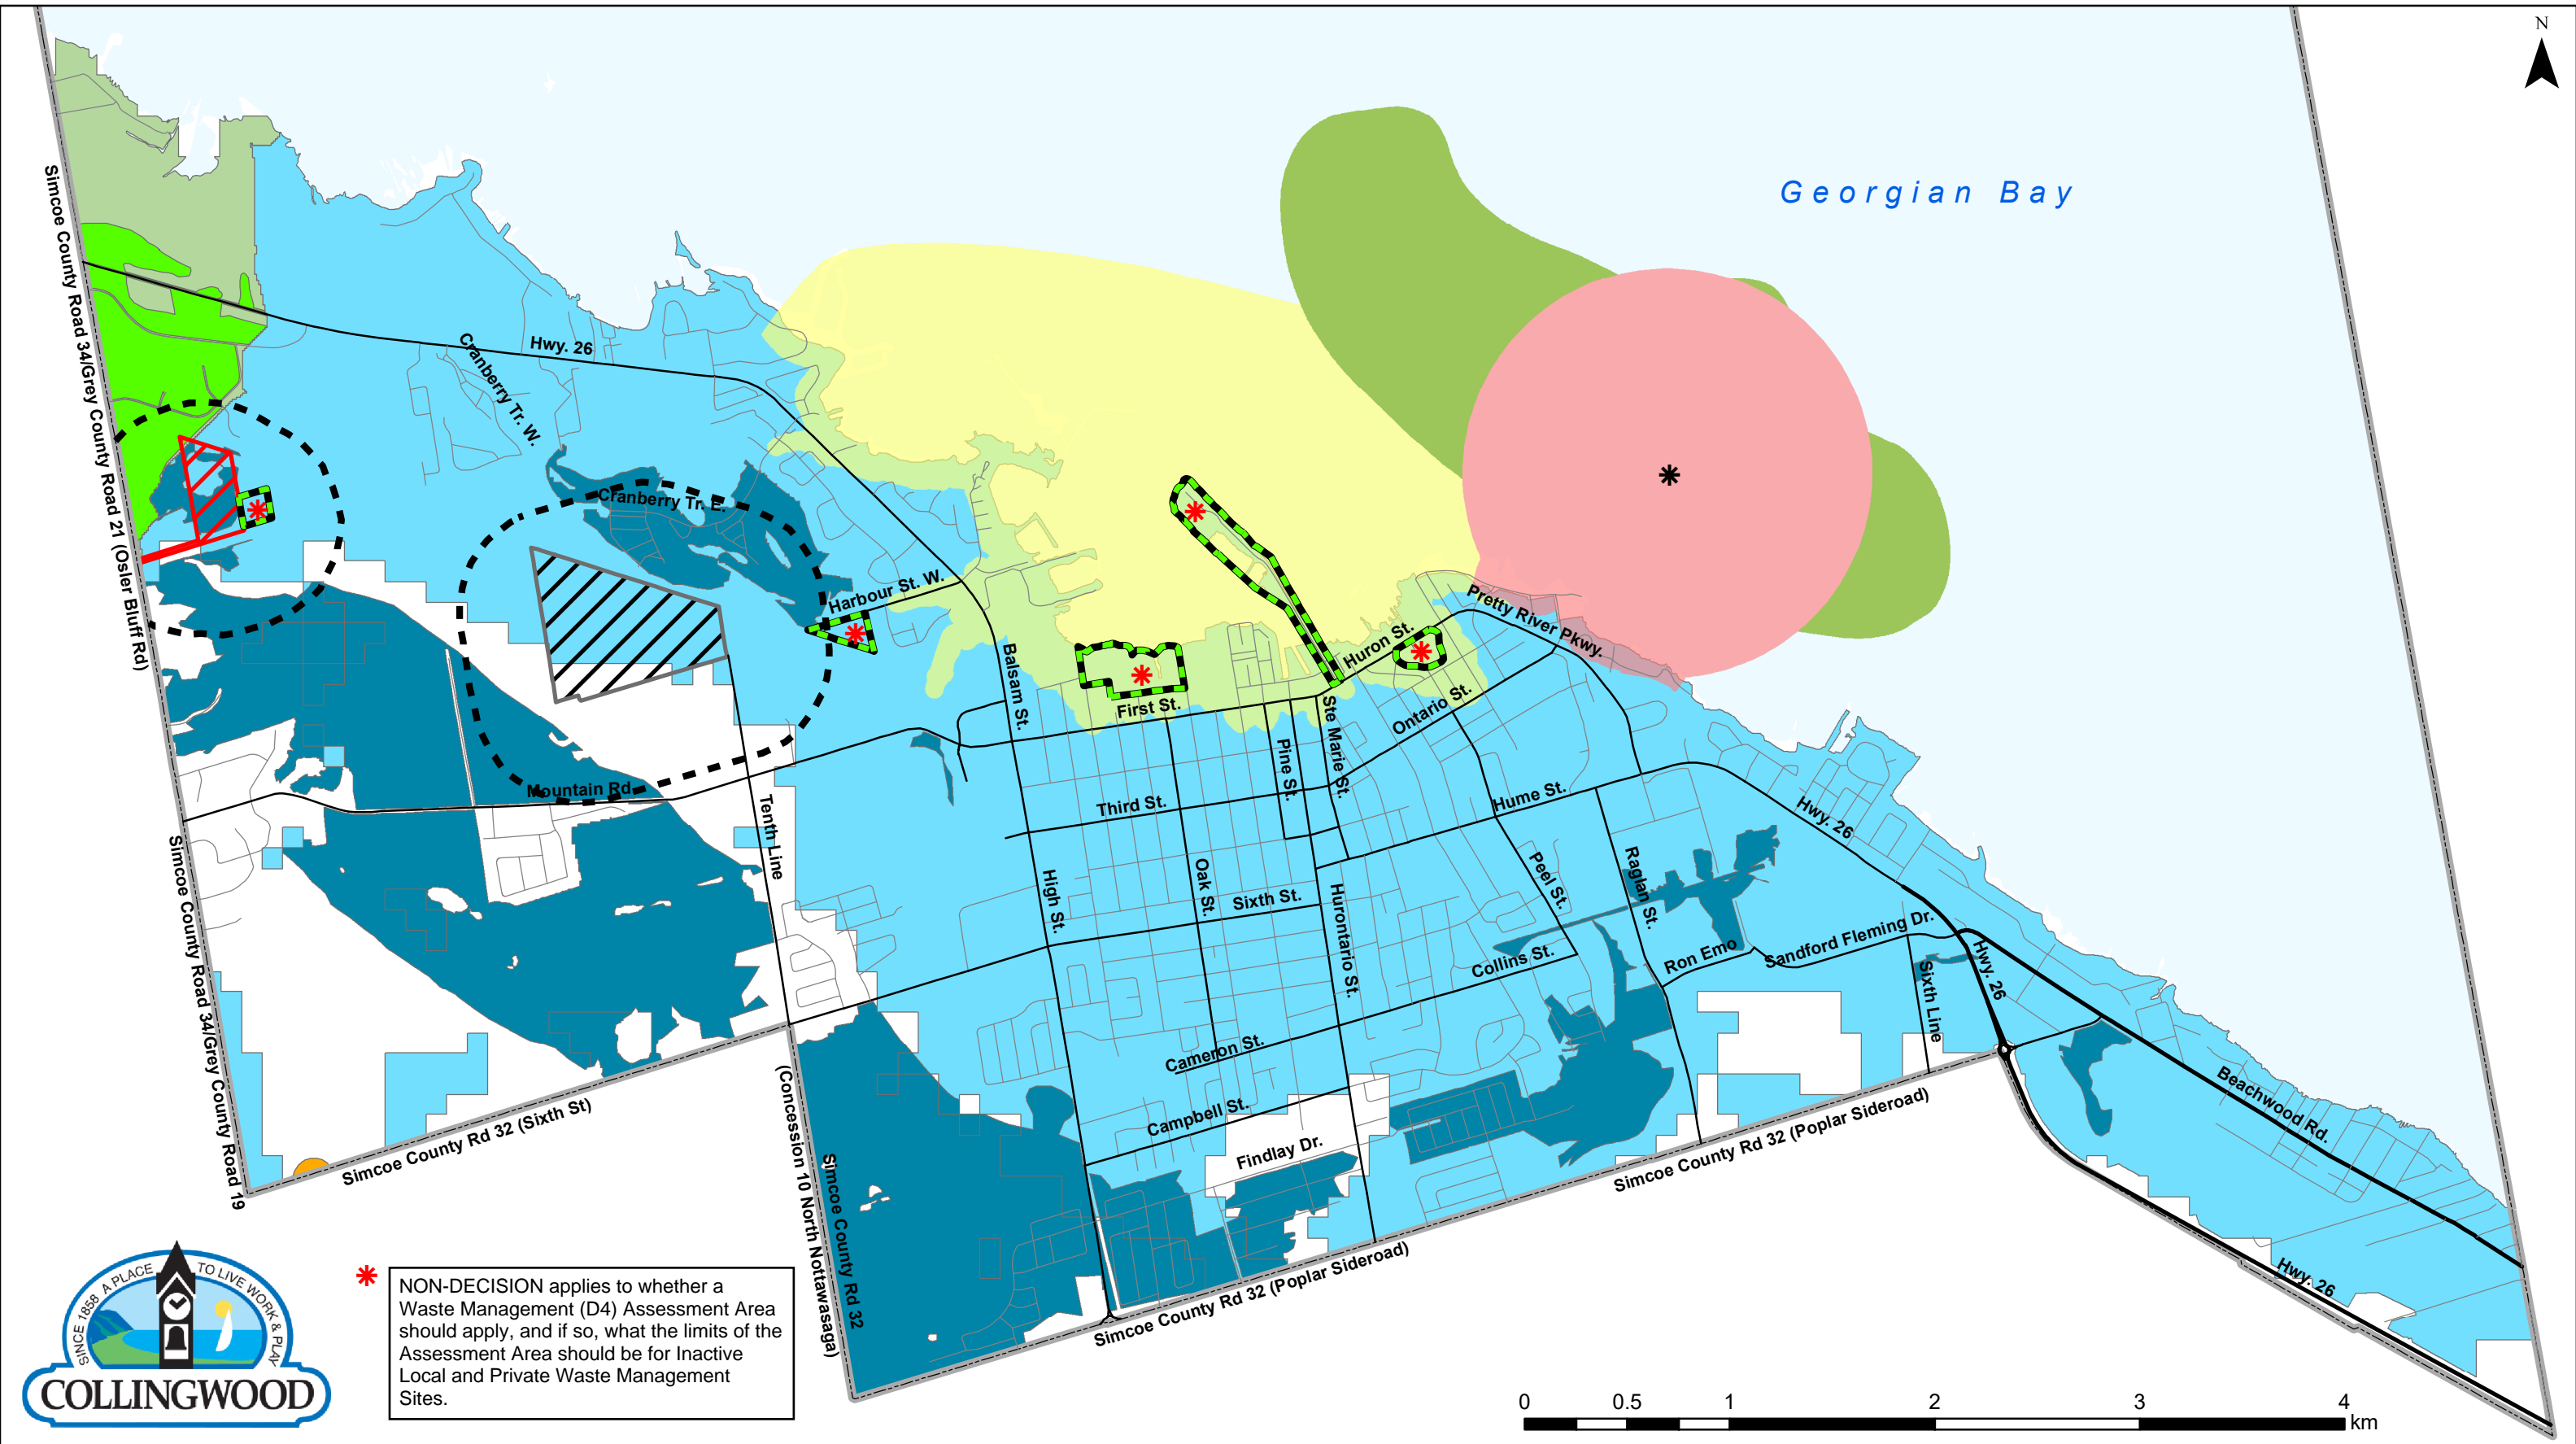 N
Georgian Bay
Simcoe County Road 34/Grey County Road 21 (Osler Bluff Rd)
Hwy. 26
Cranberry Tr. W.
Cranberry Tr. E.
Harbour St. W.
Balsam St.
First St.
Huron St.
Pretty River Pkwy.
Ontario St.
Ste Marie St.
Pine St.
Mountain Rd.
Third St.
Hume St.
Hwy. 26
Tenth Line
Simcoe County Road 34/Grey County Road 19
High St.
Oak St.
Sixth St.
Hurontario St.
Peel St.
Raglan St.
Collins St.
Ron Emo
Sandford Fleming Dr.
Sixth Line
Hwy. 26
Cameron St.
Campbell St.
Findlay Dr.
Beachwood Rd.
Simcoe County Rd 32 (Sixth St)
(Concession 10 North Nottawasaga)
Simcoe County Rd 32
Simcoe County Rd 32 (Poplar Sideroad)
Simcoe County Rd 32 (Poplar Sideroad)
Hwy. 26
SINCE 1858 A PLACE TO LIVE WORK & PLAY
COLLINGWOOD
NON-DECISION applies to whether a
Waste Management (D4) Assessment Area
should apply, and if so, what the limits of the
Assessment Area should be for Inactive
Local and Private Waste Management
Sites.
0 0.5 1 2 3 4
km